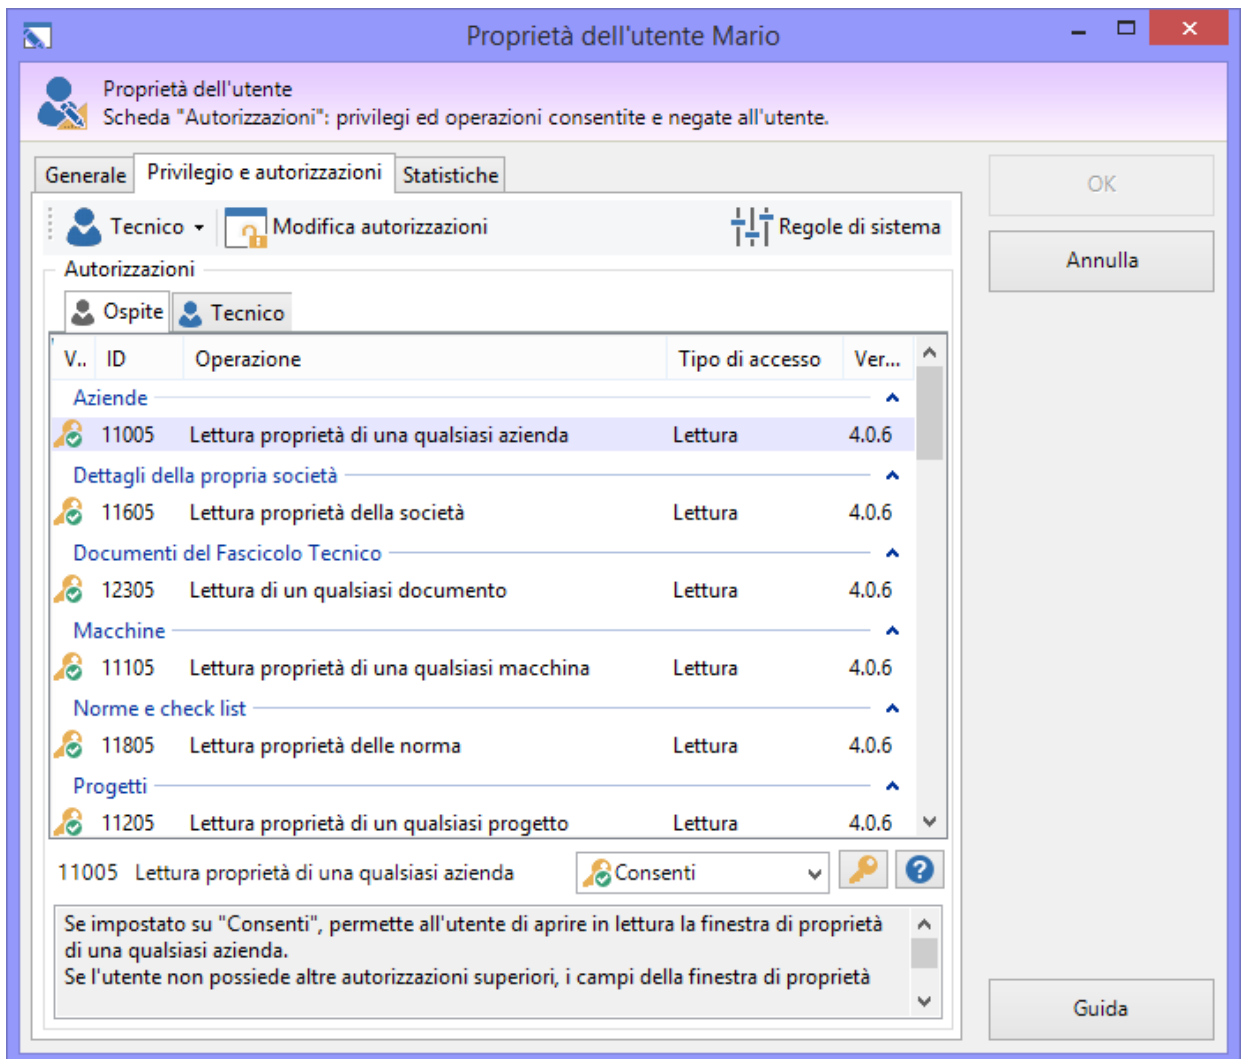 Proprietà dell'utente Mario
Proprietà dell'utente
Scheda "Autorizzazioni": privilegi ed operazioni consentite e negate all'utente.
Generale Privilegio e autorizzazioni Statistiche
OK
Tecnico Modifica autorizzazioni Regole di sistema
Annulla
Autorizzazioni
Ospite Tecnico
V.. ID Operazione Tipo di accesso Ver...
Aziende
11005 Lettura proprietà di una qualsiasi azienda Lettura 4.0.6
Dettagli della propria società
11605 Lettura proprietà della società Lettura 4.0.6
Documenti del Fascicolo Tecnico
12305 Lettura di un qualsiasi documento Lettura 4.0.6
Macchine
11105 Lettura proprietà di una qualsiasi macchina Lettura 4.0.6
Norme e check list
11805 Lettura proprietà delle norma Lettura 4.0.6
Progetti
11205 Lettura proprietà di un qualsiasi progetto Lettura 4.0.6
11005 Lettura proprietà di una qualsiasi azienda Consenti
Se impostato su "Consenti", permette all'utente di aprire in lettura la finestra di proprietà
di una qualsiasi azienda.
Se l'utente non possiede altre autorizzazioni superiori, i campi della finestra di proprietà
Guida